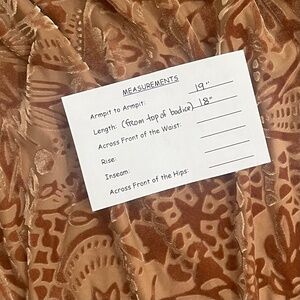 MEASUREMENTS
Armpit to Armpit: 19"
Length: (from top of bodice) 18"
Across Front of the Waist:
Rise:
Inseam:
Across Front of the Hips: